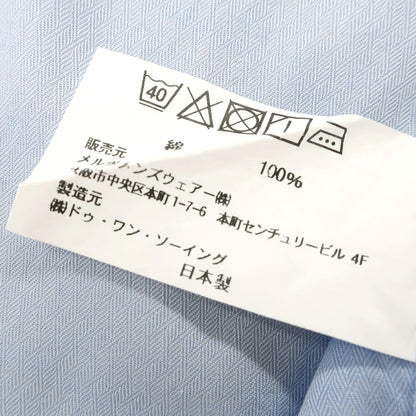 40
綿 100%
販売元
メルボメンズウェアー㈱
大阪市中央区本町1-7-6 本町センチュリービル 4F
製造元
㈱ドゥ・ワン・ソーイング
日本製